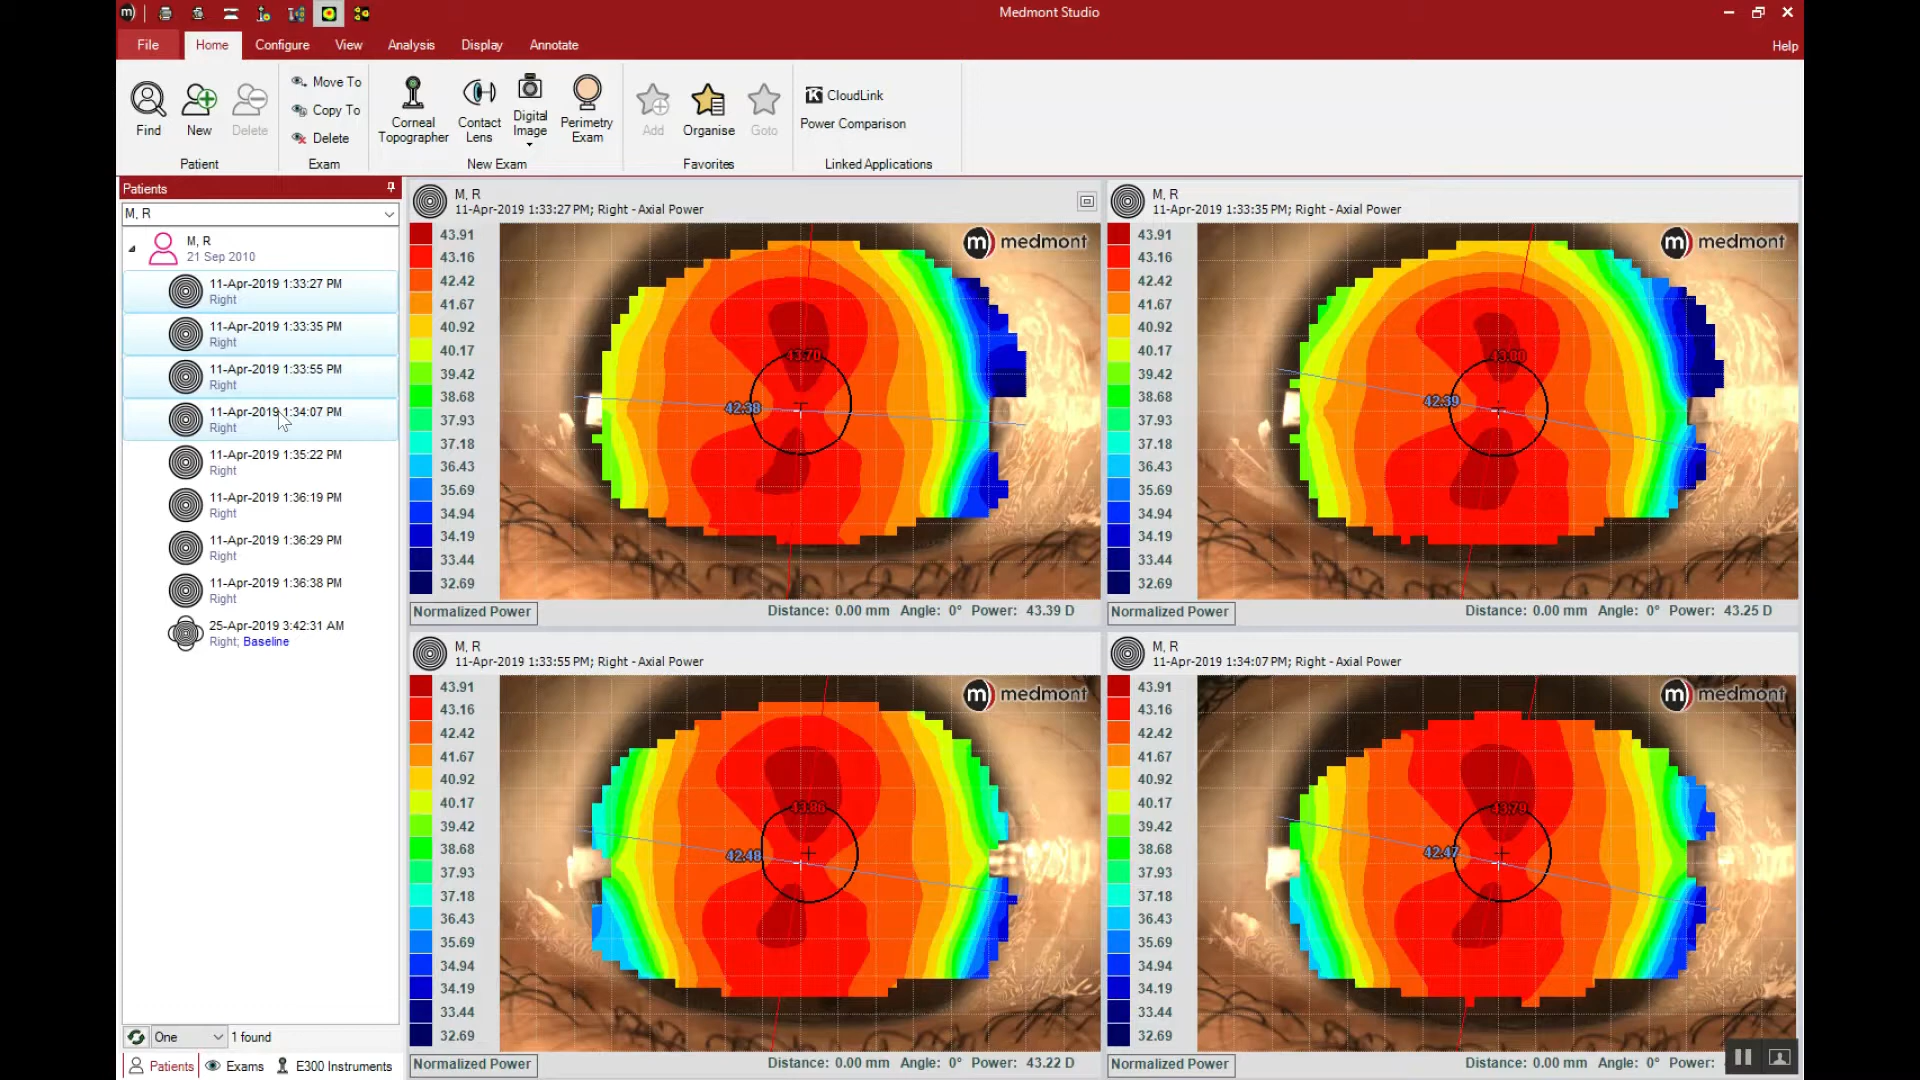 Medmont Studio
File Home Configure View Analysis Display Annotate Help
Find New Delete
Patient
Move To
Copy To
Delete
Exam
Corneal Topographer
Contact Lens
Digital Image
Perimetry Exam
New Exam
Add Organise Goto
Favorites
CloudLink
Power Comparison
Linked Applications
Patients
M, R
M, R
21 Sep 2010
11-Apr-2019 1:33:27 PM
Right
11-Apr-2019 1:33:35 PM
Right
11-Apr-2019 1:33:55 PM
Right
11-Apr-2019 1:34:07 PM
Right
11-Apr-2019 1:35:22 PM
Right
11-Apr-2019 1:36:19 PM
Right
11-Apr-2019 1:36:29 PM
Right
11-Apr-2019 1:36:38 PM
Right
25-Apr-2019 3:42:31 AM
Right; Baseline
One 1 found
Patients Exams E300 Instruments
M, R
11-Apr-2019 1:33:27 PM; Right - Axial Power
medmont
43.91
43.16
42.42
41.67
40.92
40.17
39.42
38.68
37.93
37.18
36.43
35.69
34.94
34.19
33.44
32.69
43.70
42.38
Normalized Power
Distance: 0.00 mm Angle: 0° Power: 43.39 D
M, R
11-Apr-2019 1:33:35 PM; Right - Axial Power
medmont
43.91
43.16
42.42
41.67
40.92
40.17
39.42
38.68
37.93
37.18
36.43
35.69
34.94
34.19
33.44
32.69
42.39
Normalized Power
Distance: 0.00 mm Angle: 0° Power: 43.25 D
M, R
11-Apr-2019 1:33:55 PM; Right - Axial Power
medmont
43.91
43.16
42.42
41.67
40.92
40.17
39.42
38.68
37.93
37.18
36.43
35.69
34.94
34.19
33.44
32.69
42.48
Normalized Power
Distance: 0.00 mm Angle: 0° Power: 43.22 D
M, R
11-Apr-2019 1:34:07 PM; Right - Axial Power
medmont
43.91
43.16
42.42
41.67
40.92
40.17
39.42
38.68
37.93
37.18
36.43
35.69
34.94
34.19
33.44
32.69
43.79
42.47
Normalized Power
Distance: 0.00 mm Angle: 0° Power: